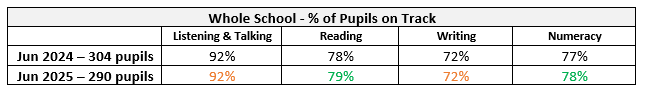 Whole School - % of Pupils on Track
Listening & Talking Reading Writing Numeracy
Jun 2024 – 304 pupils 92% 78% 72% 77%
Jun 2025 – 290 pupils 92% 79% 72% 78%